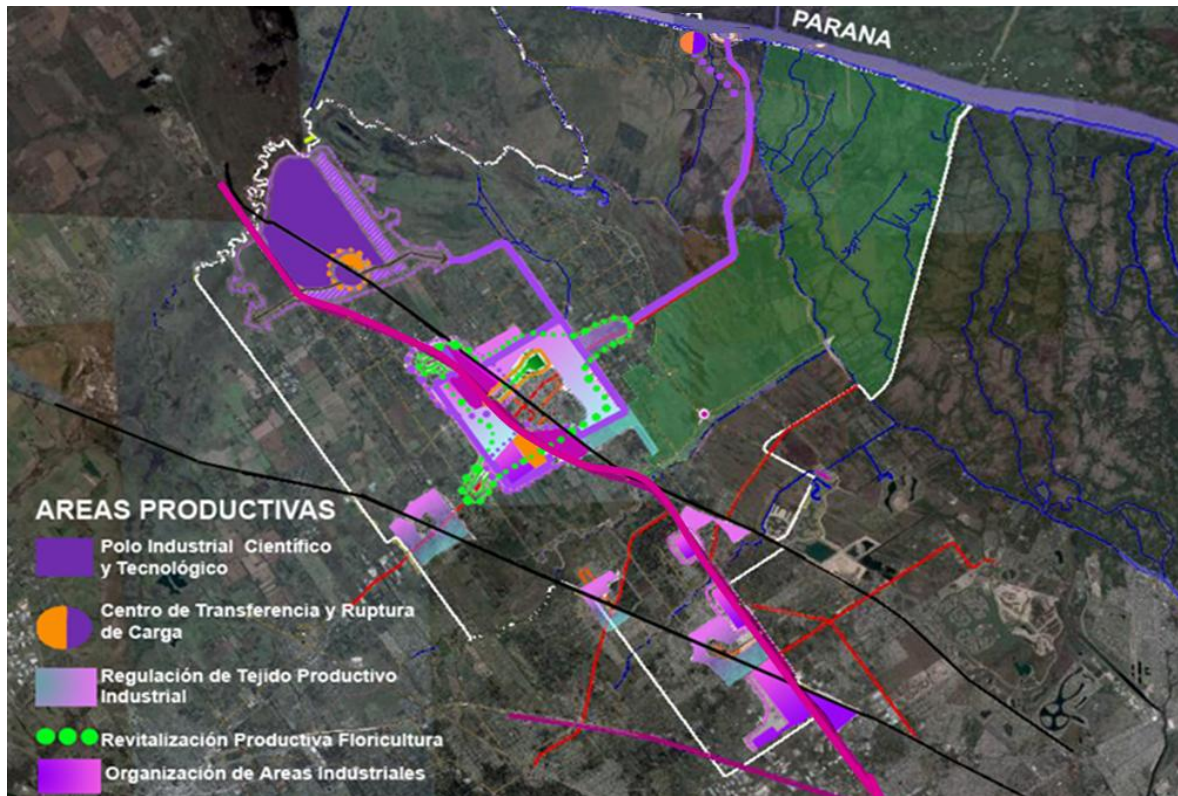 PARANA
AREAS PRODUCTIVAS
Polo Industrial Científico
y Tecnológico
Centro de Transferencia y Ruptura
de Carga
Regulación de Tejido Productivo
Industrial
Revitalización Productiva Floricultura
Organización de Areas Industriales